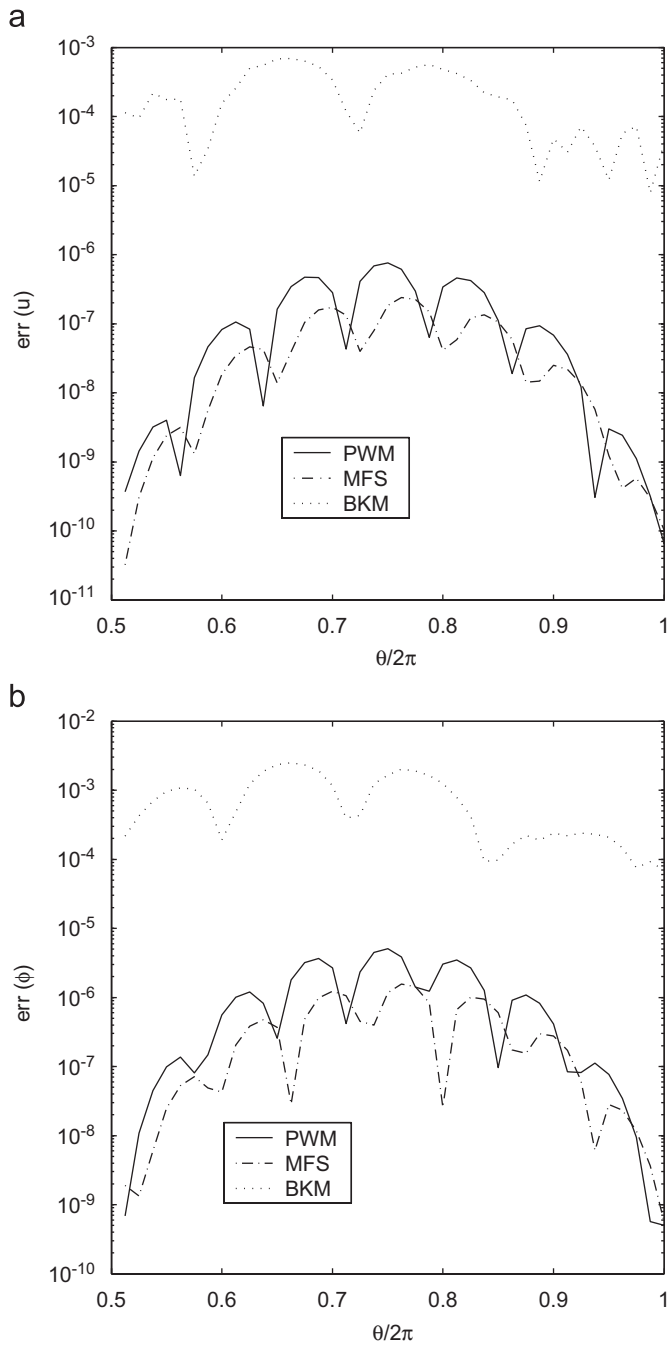 a
10⁻³
10⁻⁴
10⁻⁵
10⁻⁶
10⁻⁷
10⁻⁸
10⁻⁹
10⁻¹⁰
10⁻¹¹
err (u)
PWM
MFS
BKM
0.5 0.6 0.7 0.8 0.9 1
θ/2π
b
10⁻²
10⁻³
10⁻⁴
10⁻⁵
10⁻⁶
10⁻⁷
10⁻⁸
10⁻⁹
10⁻¹⁰
err (ϕ)
PWM
MFS
BKM
0.5 0.6 0.7 0.8 0.9 1
θ/2π